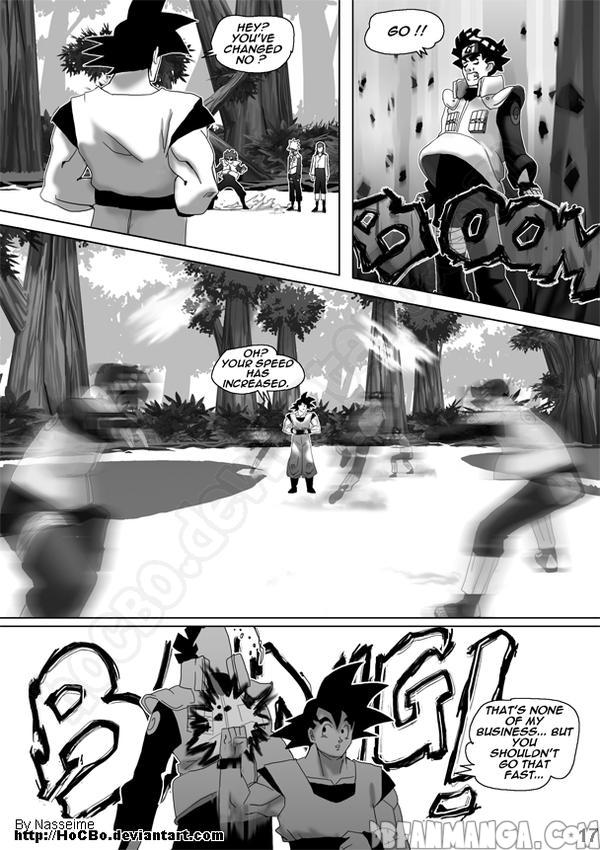 HEY?
YOU'VE
CHANGED
NO ?
GO !!
BOOM
OH?
YOUR SPEED
HAS
INCREASED.
BANG!
THAT'S NONE
OF MY
BUSINESS... BUT
YOU
SHOULDN'T
GO THAT
FAST...
By Nasseime
http://HoCBo.deviantart.com
DBFANMANGA.COM
17